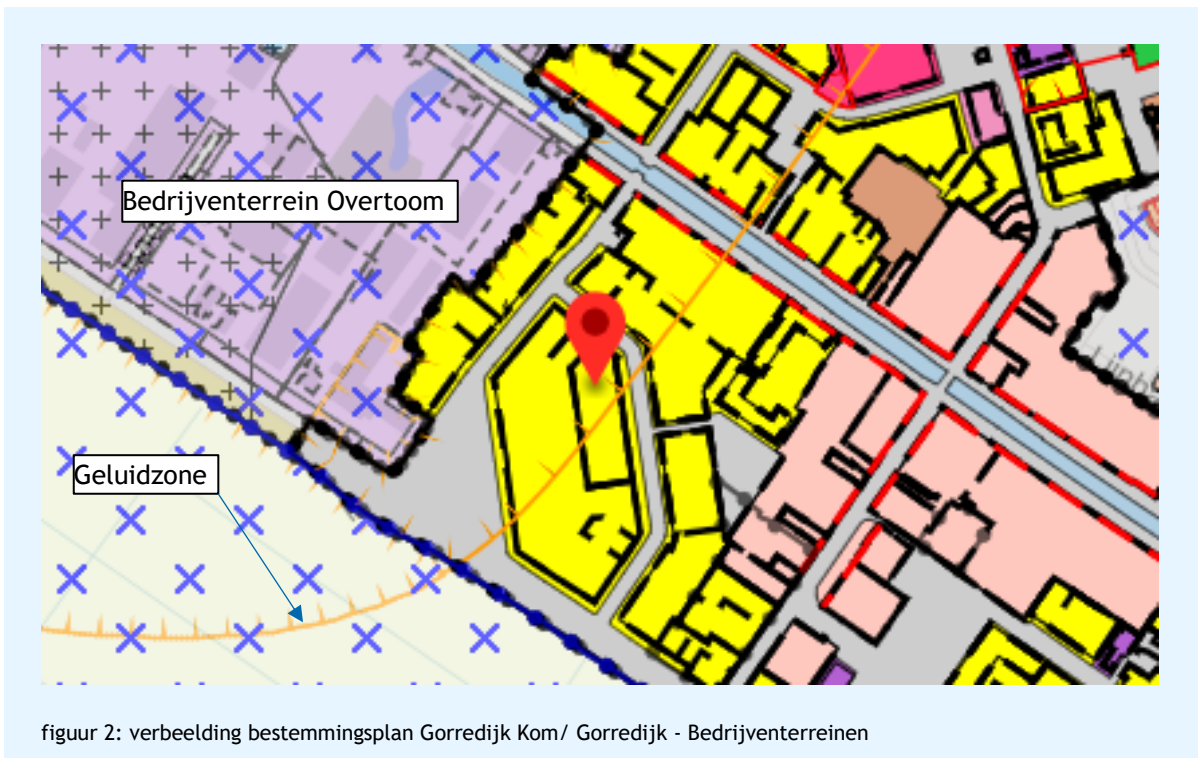 Bedrijventerrein Overtoom
Geluidzone
figuur 2: verbeelding bestemmingsplan Gorredijk Kom/ Gorredijk - Bedrijventerreinen